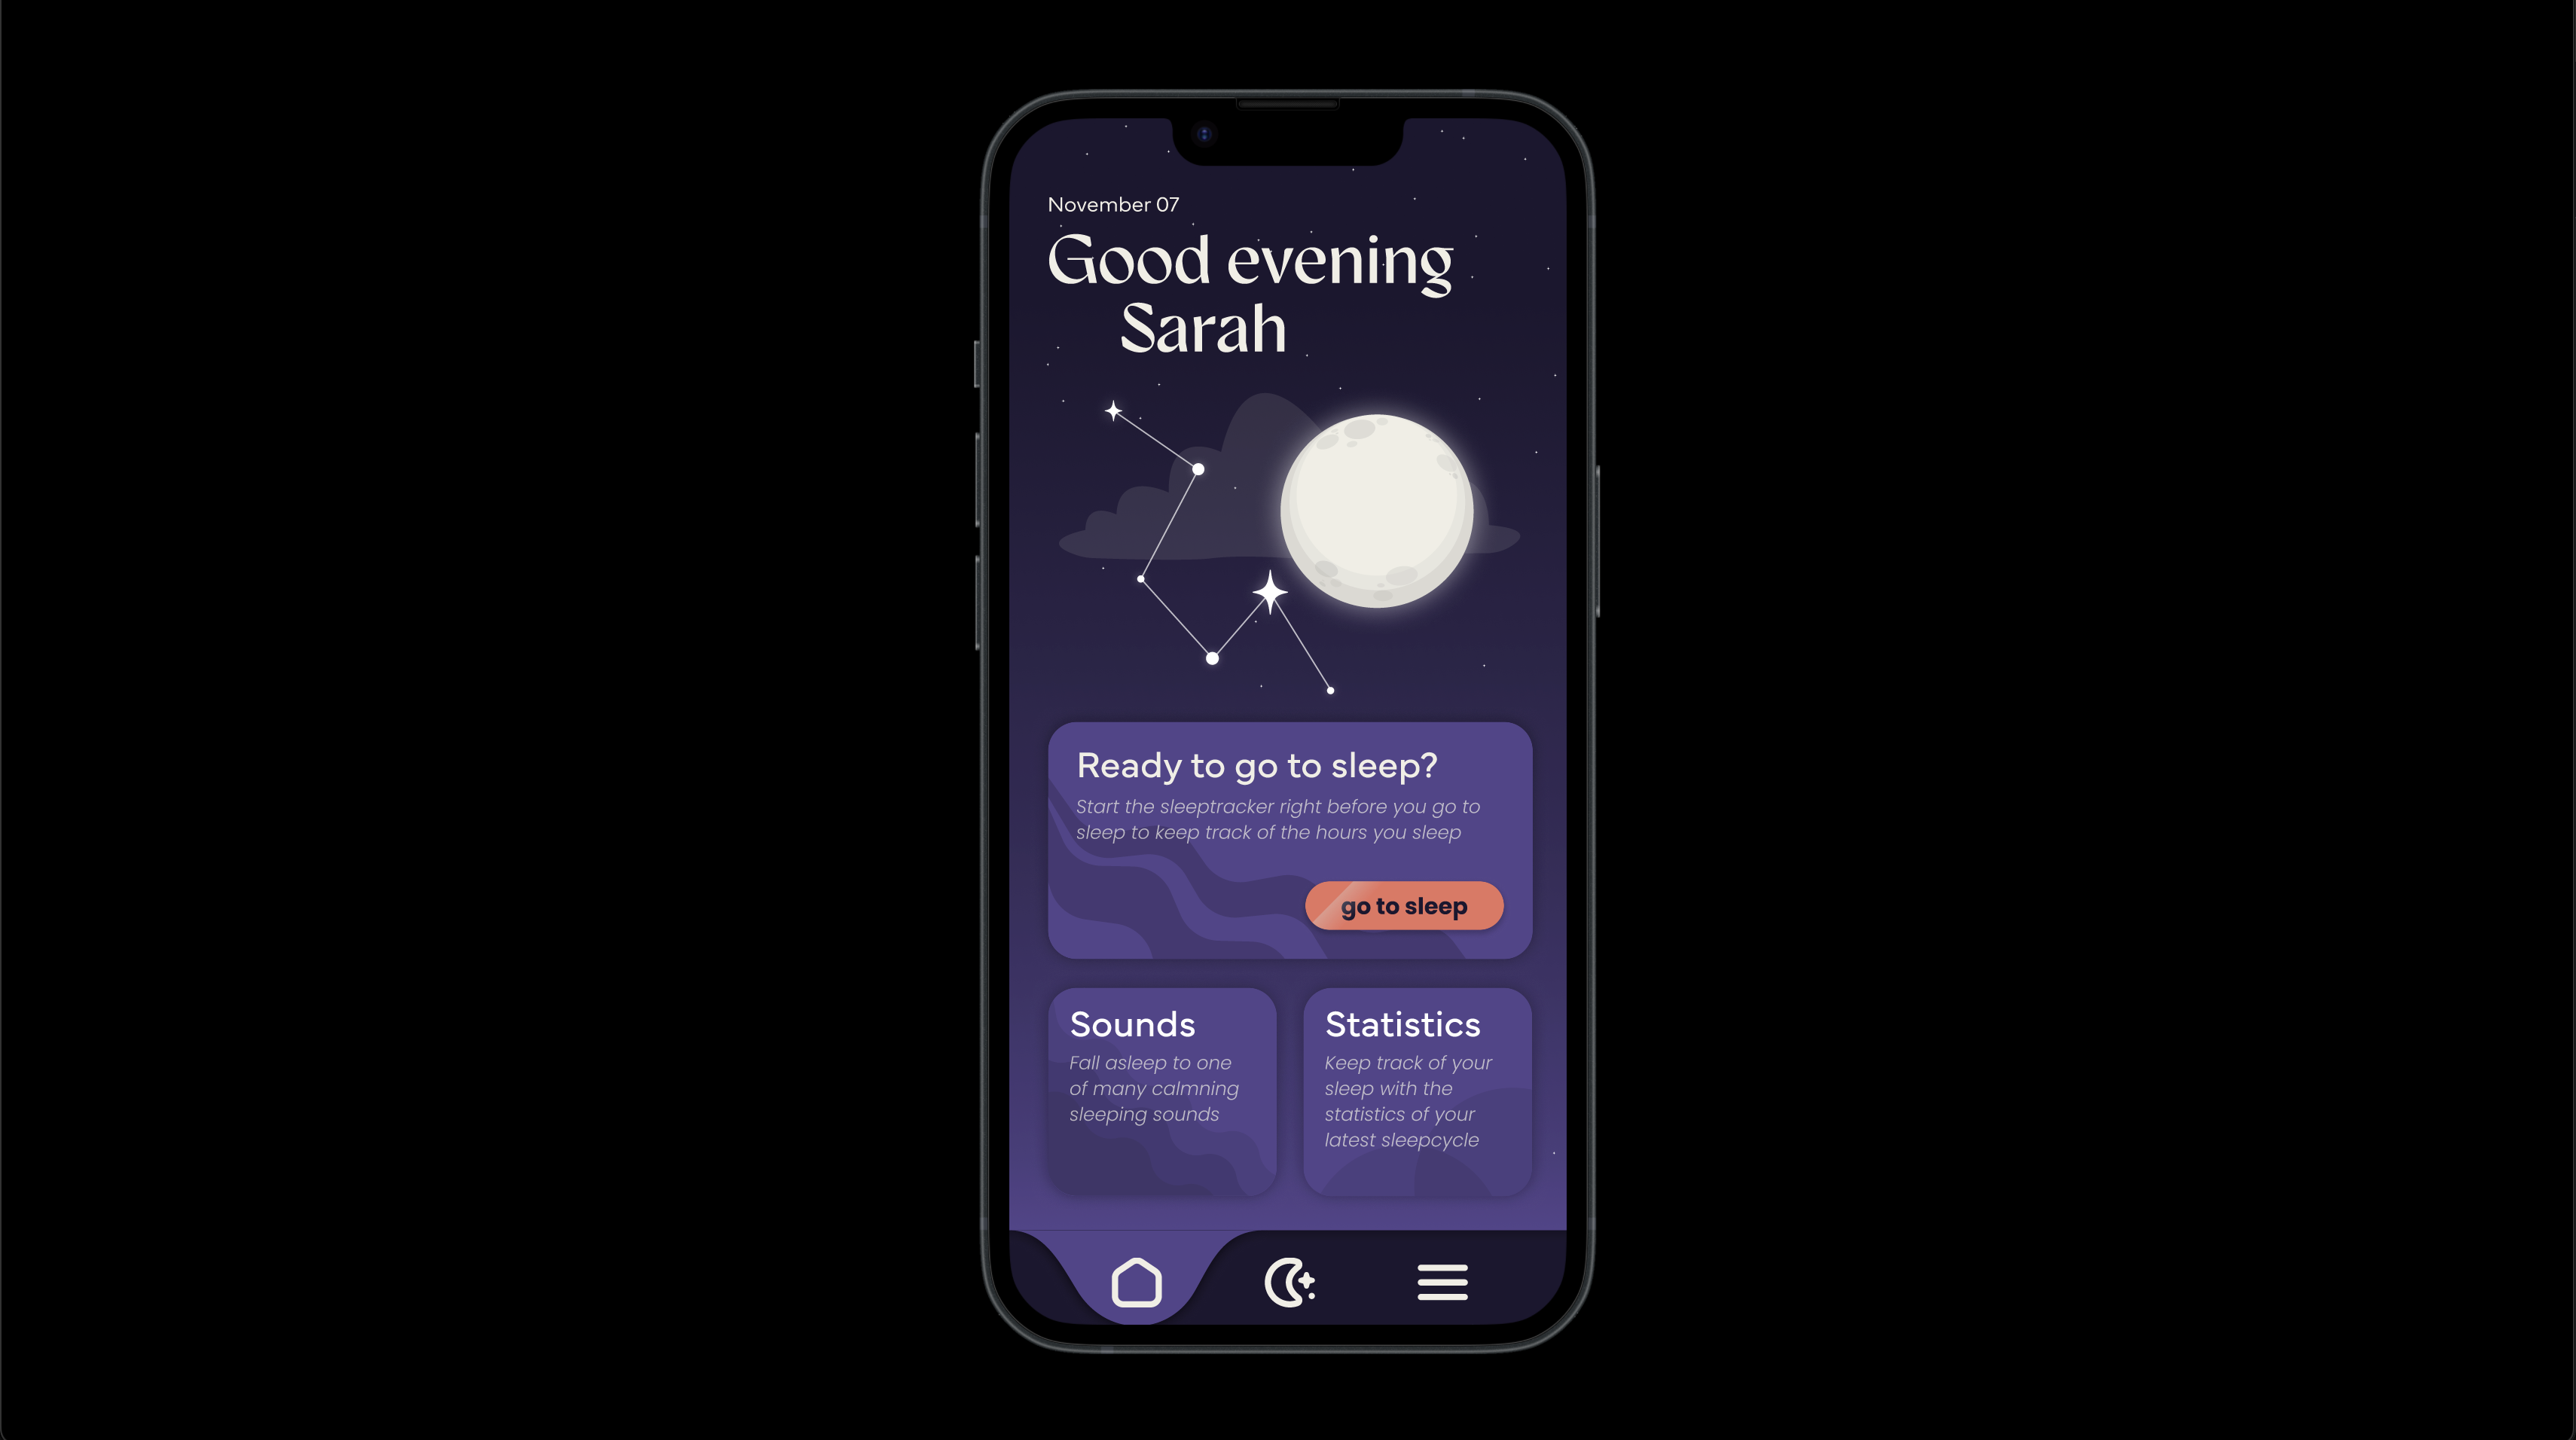 November 07
Good evening
Sarah
Ready to go to sleep?
Start the sleeptracker right before you go to
sleep to keep track of the hours you sleep
go to sleep
Sounds
Fall asleep to one
of many calmning
sleeping sounds
Statistics
Keep track of your
sleep with the
statistics of your
latest sleepcycle